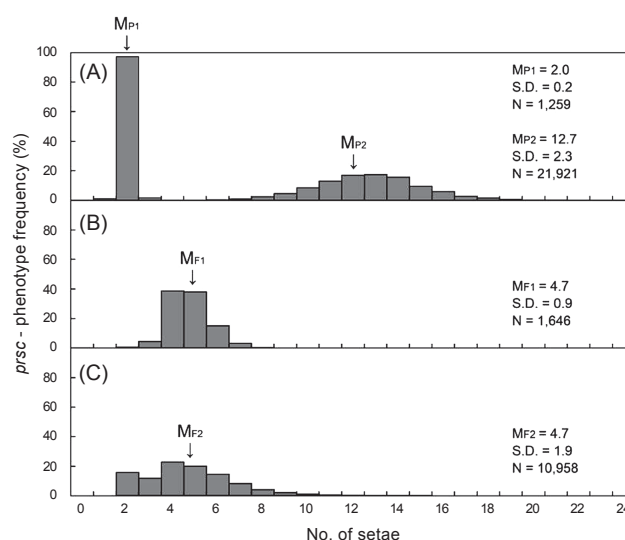 MP1
100
(A)
MP1 = 2.0
S.D. = 0.2
N = 1,259
80
60
MP2
MP2 = 12.7
S.D. = 2.3
N = 21,921
40
20
0
(B)
80
60
MF1
MF1 = 4.7
S.D. = 0.9
N = 1,646
40
20
0
(C)
80
60
MF2
MF2 = 4.7
S.D. = 1.9
N = 10,958
40
20
0
prsc - phenotype frequency (%)
0 2 4 6 8 10 12 14 16 18 20 22 24
No. of setae